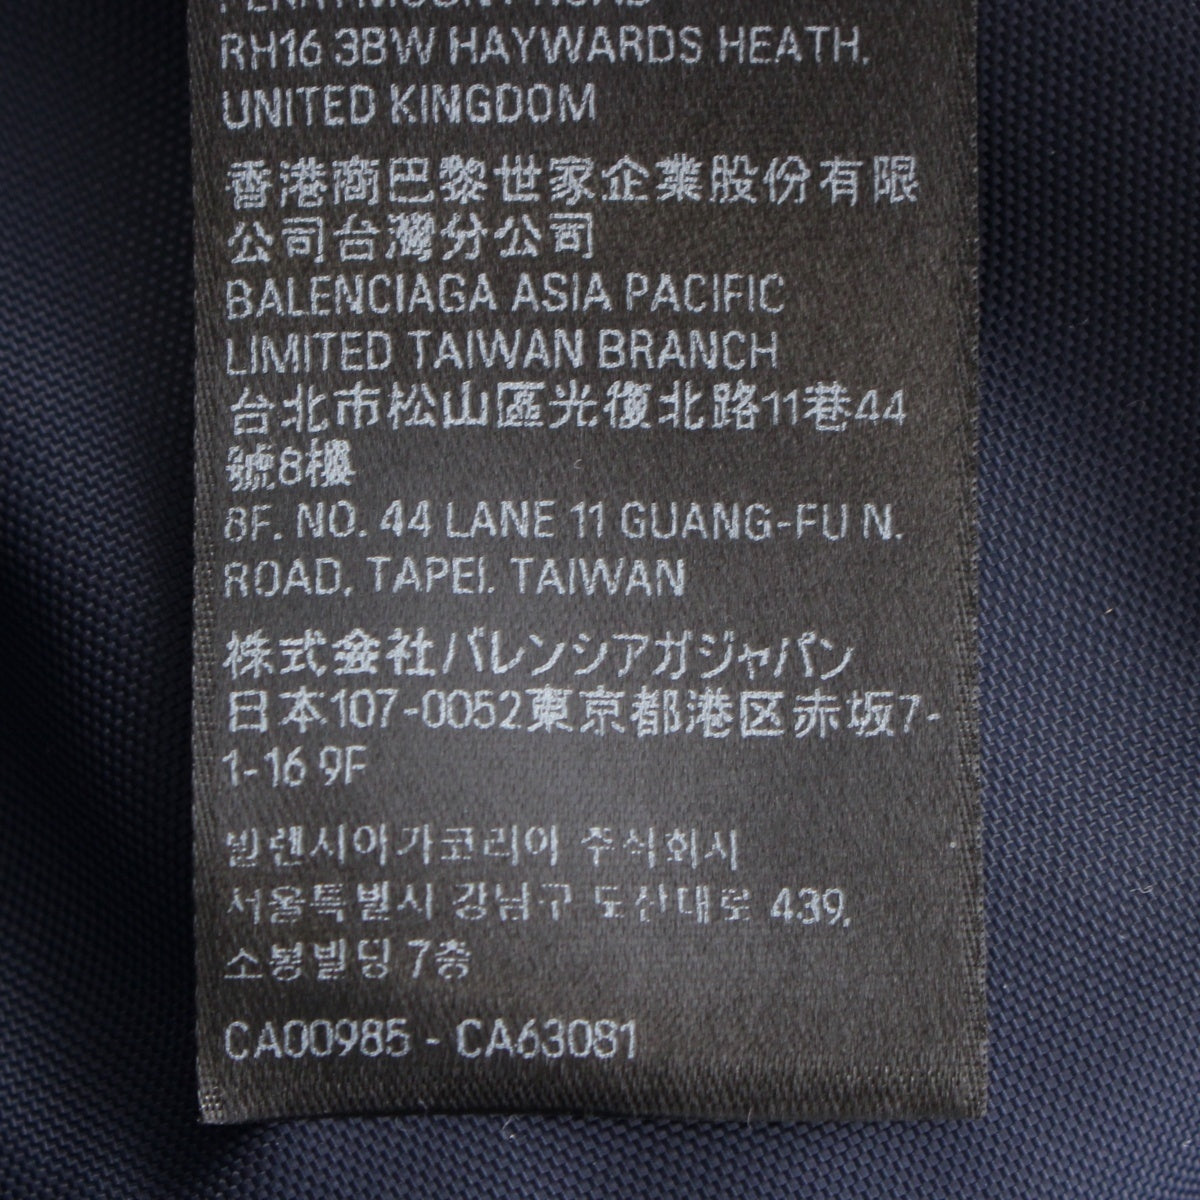 RH16 3BW HAYWARDS HEATH,
UNITED KINGDOM
香港商巴黎世家企業股份有限
公司台灣分公司
BALENCIAGA ASIA PACIFIC
LIMITED TAIWAN BRANCH
台北市松山區光復北路11巷44
號8樓
8F. NO. 44 LANE 11 GUANG-FU N.
ROAD, TAPEI, TAIWAN
株式会社バレンシアガジャパン
日本107-0052東京都港区赤坂7-
1-16 9F
발렌시아가코리아 주식회사
서울특별시 강남구 도산대로 439,
소봉빌딩 7층
CA00985 - CA63081